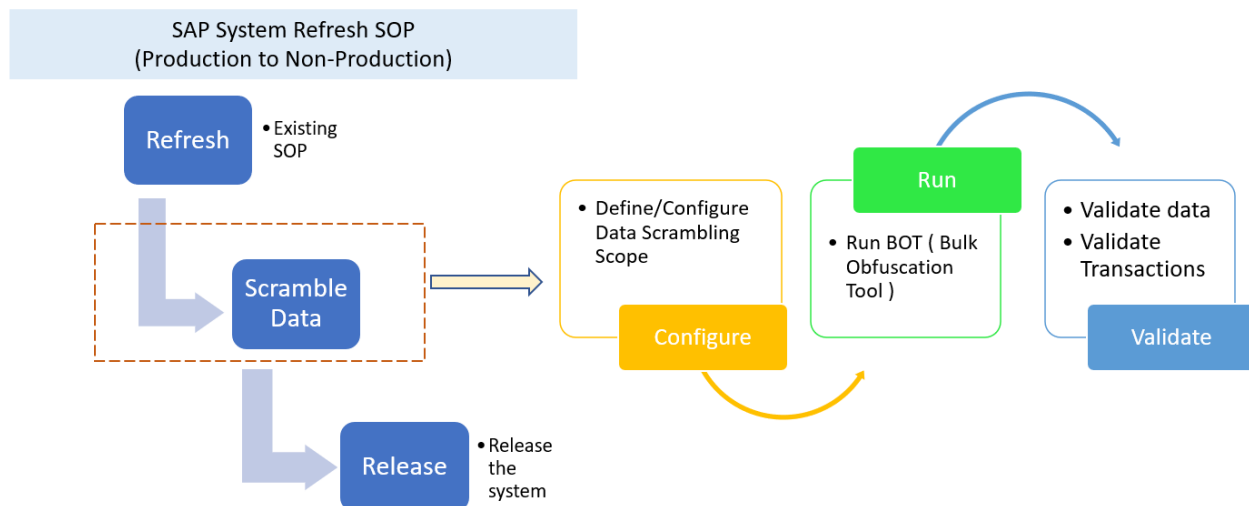 SAP System Refresh SOP
(Production to Non-Production)
Refresh
• Existing
SOP
Scramble
Data
Release
• Release
the
system
• Define/Configure
Data Scrambling
Scope
Configure
Run
• Run BOT ( Bulk
Obfuscation
Tool )
• Validate data
• Validate
Transactions
Validate